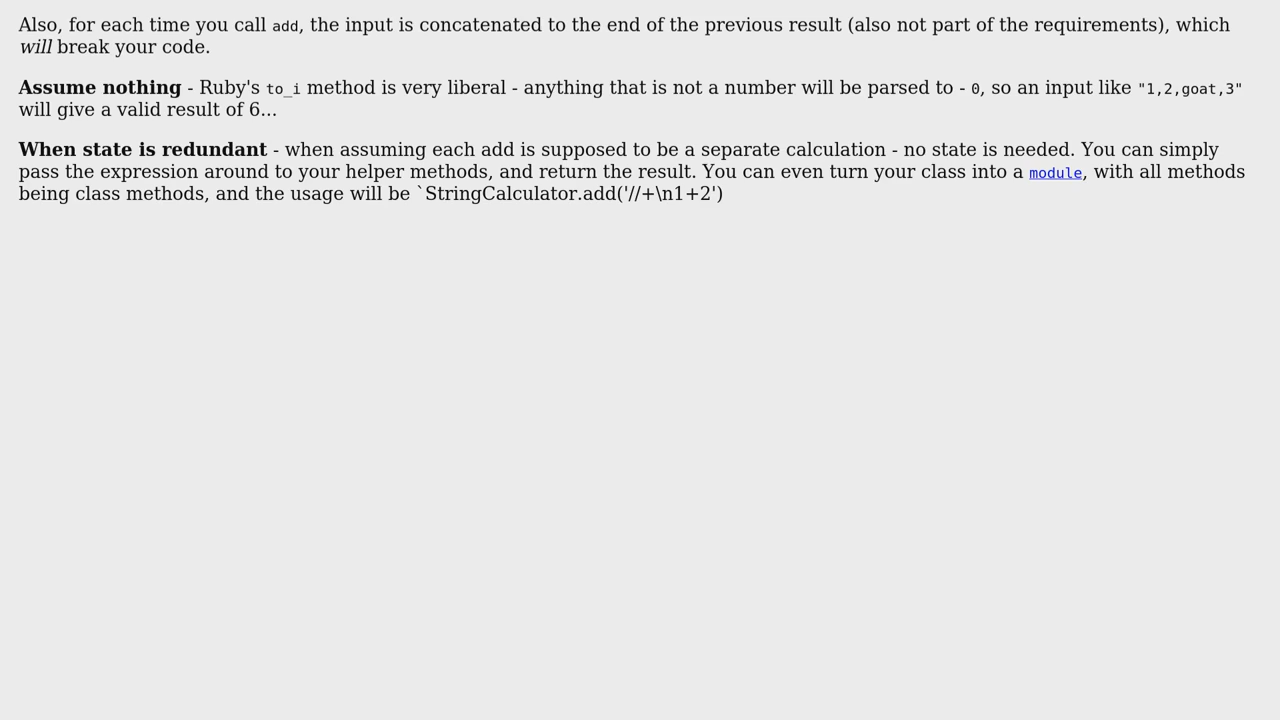 Also, for each time you call add, the input is concatenated to the end of the previous result (also not part of the requirements), which
will break your code.
Assume nothing - Ruby's to_i method is very liberal - anything that is not a number will be parsed to - 0, so an input like "1,2,goat,3"
will give a valid result of 6...
When state is redundant - when assuming each add is supposed to be a separate calculation - no state is needed. You can simply
pass the expression around to your helper methods, and return the result. You can even turn your class into a module, with all methods
being class methods, and the usage will be `StringCalculator.add('//+\n1+2')